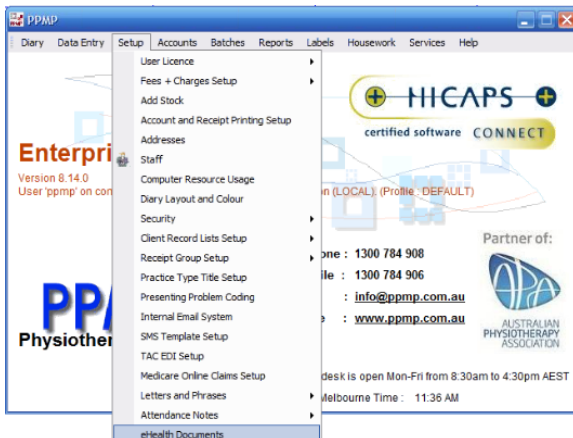 PPMP
Diary Data Entry Setup Accounts Batches Reports Labels Housework Services Help
User Licence
Fees + Charges Setup
Add Stock
Account and Receipt Printing Setup
Addresses
Staff
Computer Resource Usage
Diary Layout and Colour
Security
Client Record Lists Setup
Receipt Group Setup
Practice Type Title Setup
Presenting Problem Coding
Internal Email System
SMS Template Setup
TAC EDI Setup
Medicare Online Claims Setup
Letters and Phrases
Attendance Notes
eHealth Documents
HICAPS
certified software CONNECT
Enterpri
Version 8.14.0
User 'ppmp' on con
n (LOCAL). (Profile : DEFAULT)
one : 1300 784 908
ile : 1300 784 906
: info@ppmp.com.au
e : www.ppmp.com.au
Partner of:
APA
AUSTRALIAN
PHYSIOTHERAPY
ASSOCIATION
PP
Physiother
desk is open Mon-Fri from 8:30am to 4:30pm AEST
Melbourne Time : 11:36 AM